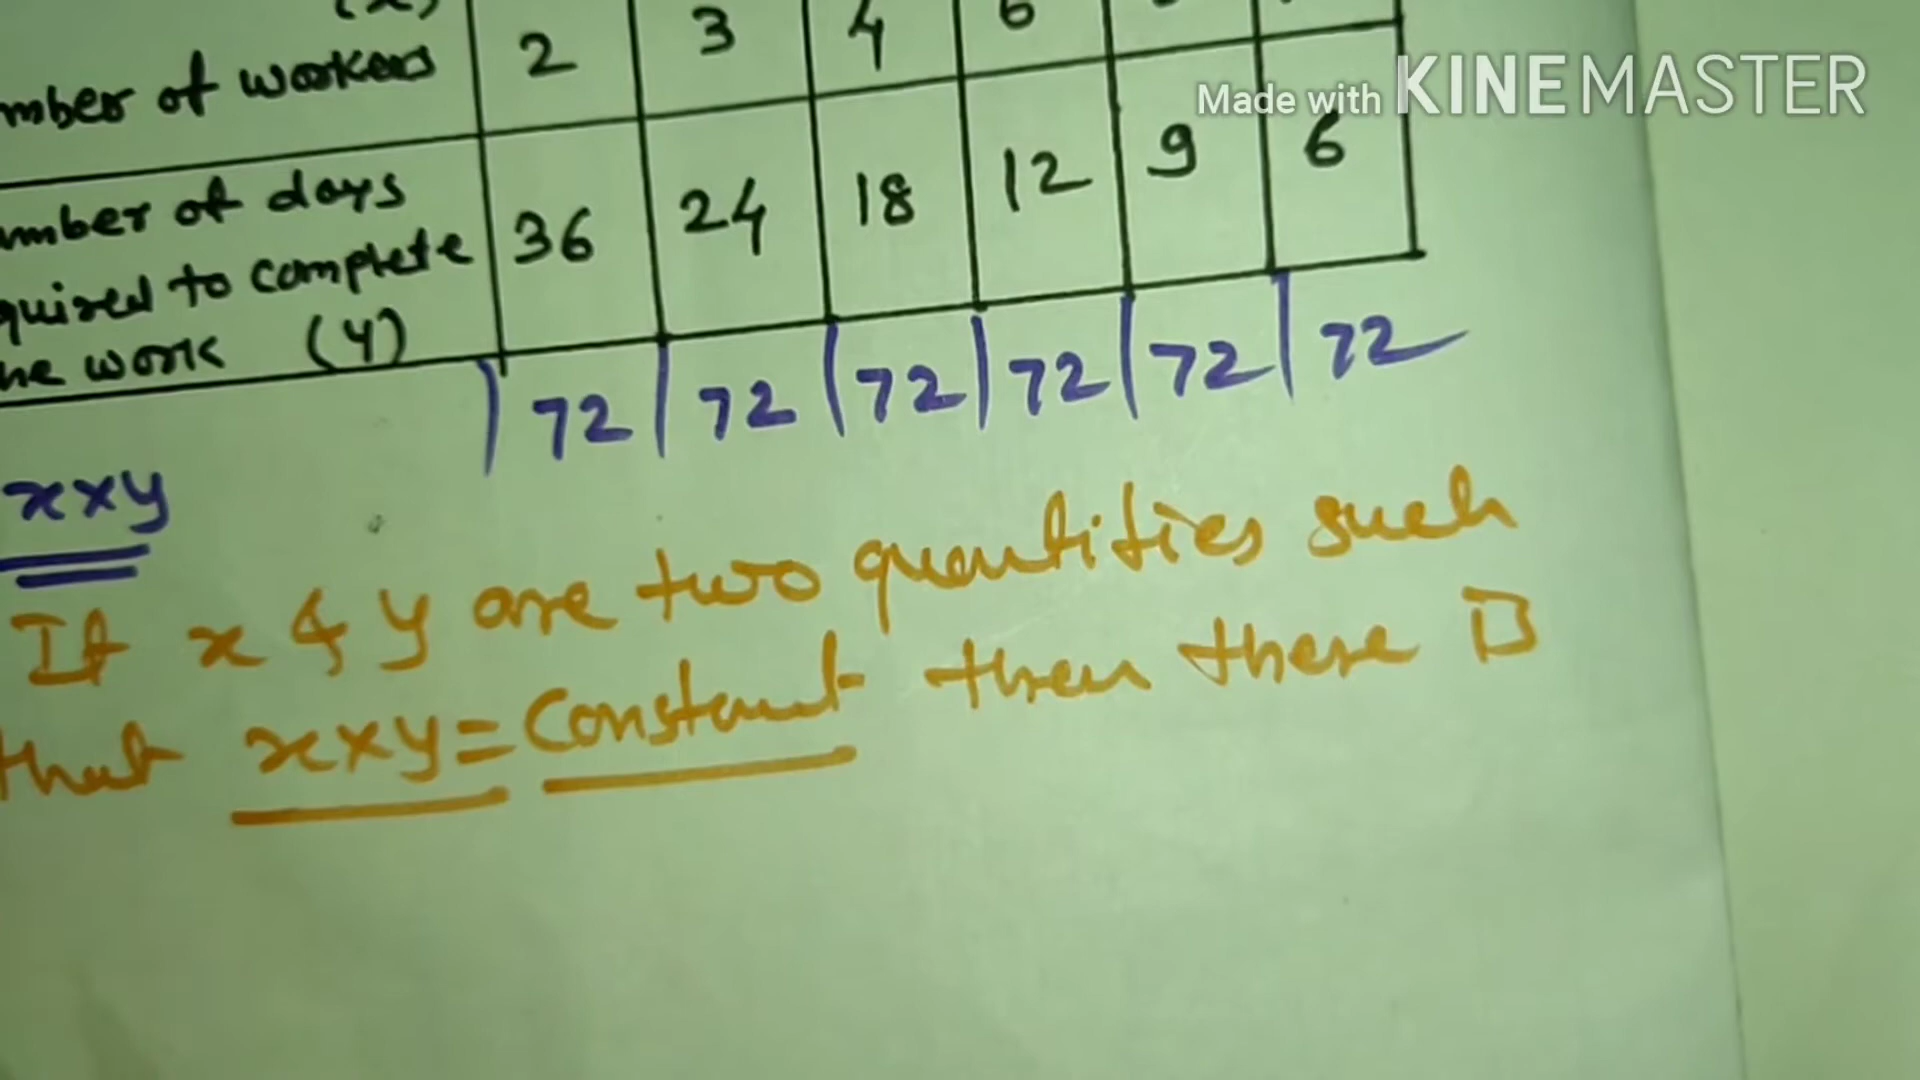 (x)
mber of workers 2 3 4 6
Made with KINEMASTER
umber of days
quired to complete 36 24 18 12 9 6
he work (y)
72 72 72 72 72 72
x×y
If x & y are two quantities such
that x×y = Constant then there is